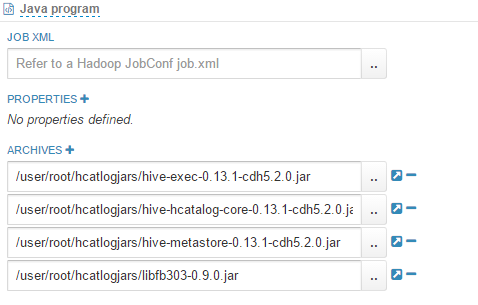 Java program
JOB XML
Refer to a Hadoop JobConf job.xml
..
PROPERTIES +
No properties defined.
ARCHIVES +
/user/root/hcatlogjars/hive-exec-0.13.1-cdh5.2.0.jar
..
/user/root/hcatlogjars/hive-hcatalog-core-0.13.1-cdh5.2.0.ja
..
/user/root/hcatlogjars/hive-metastore-0.13.1-cdh5.2.0.jar
..
/user/root/hcatlogjars/libfb303-0.9.0.jar
..